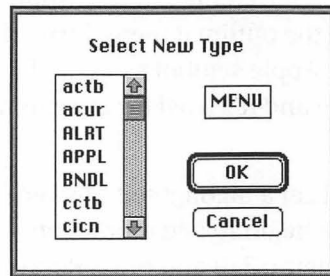 Select New Type
actb
acur
ALRT
APPL
BNDL
cctb
cicn
MENU
OK
Cancel